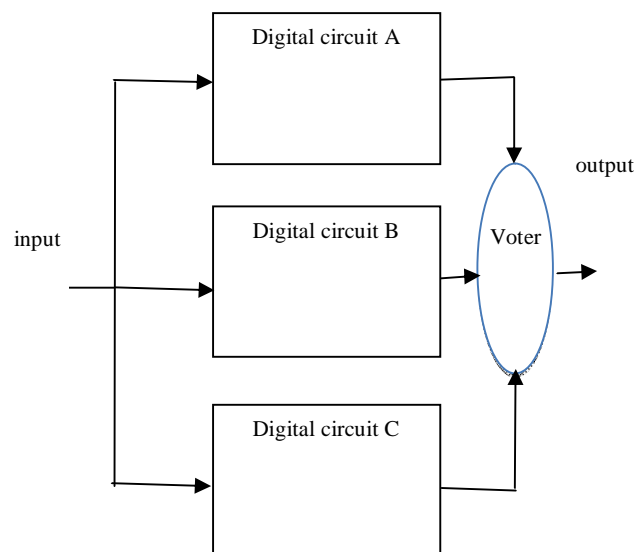 Digital circuit A
output
input
Digital circuit B
Voter
Digital circuit C